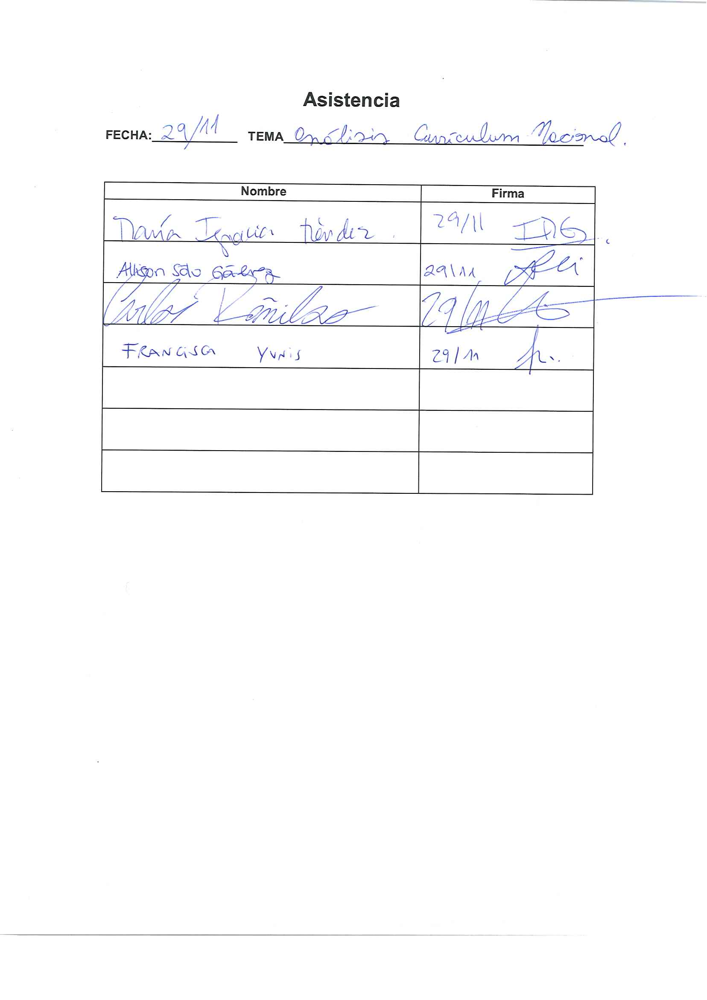 Asistencia
FECHA: 29/11 TEMA análisis Curriculum Nacional.
Nombre Firma
María Ignacia Méndez. 29/11
Allison Soto Gálvez 29/11
Carlos 29/11
FRANCISCA YUNIS 29/11